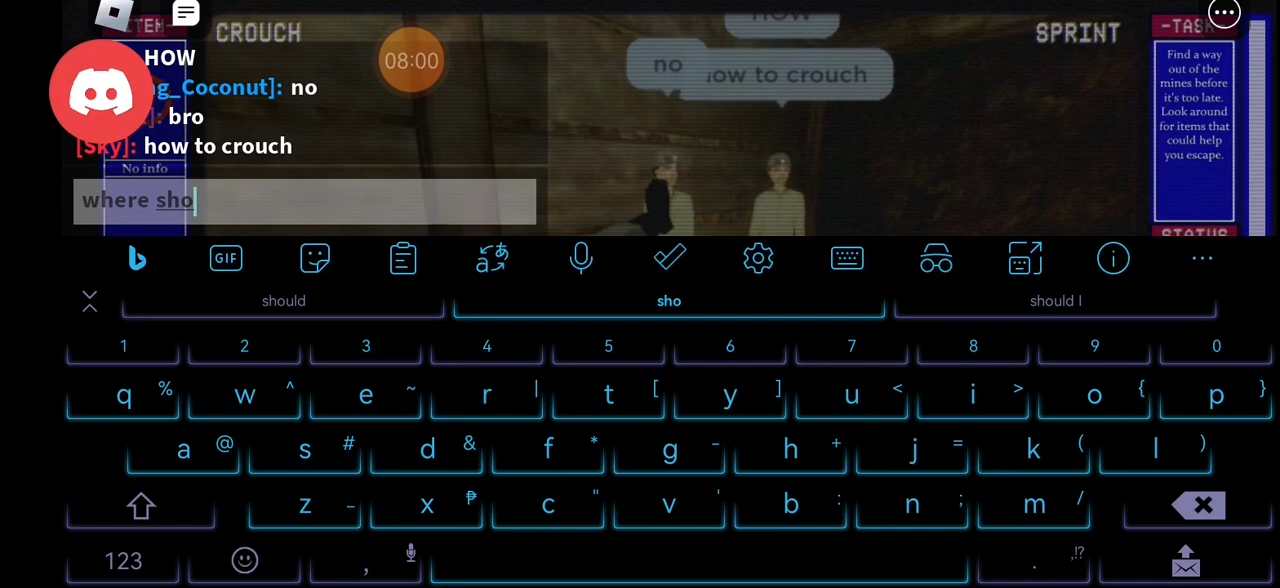 -ITEM-
CROUCH
08:00
SPRINT
-TASK-
HOW
ng_Coconut]: no
bro
[Sky]: how to crouch
No info
where sho
how
no
ow to crouch
Find a way
out of the
mines before
it's too late.
Look around
for items that
could help
you escape.
STATUS
GIF
should
sho
should I
1 2 3 4 5 6 7 8 9 0
q % w ^ e ~ r | t [ y ] u < i > o { p }
a @ s # d & f * g - h + j = k ( l )
z _ x ₱ c " v ' b : n ; m /
123 , . ,!?